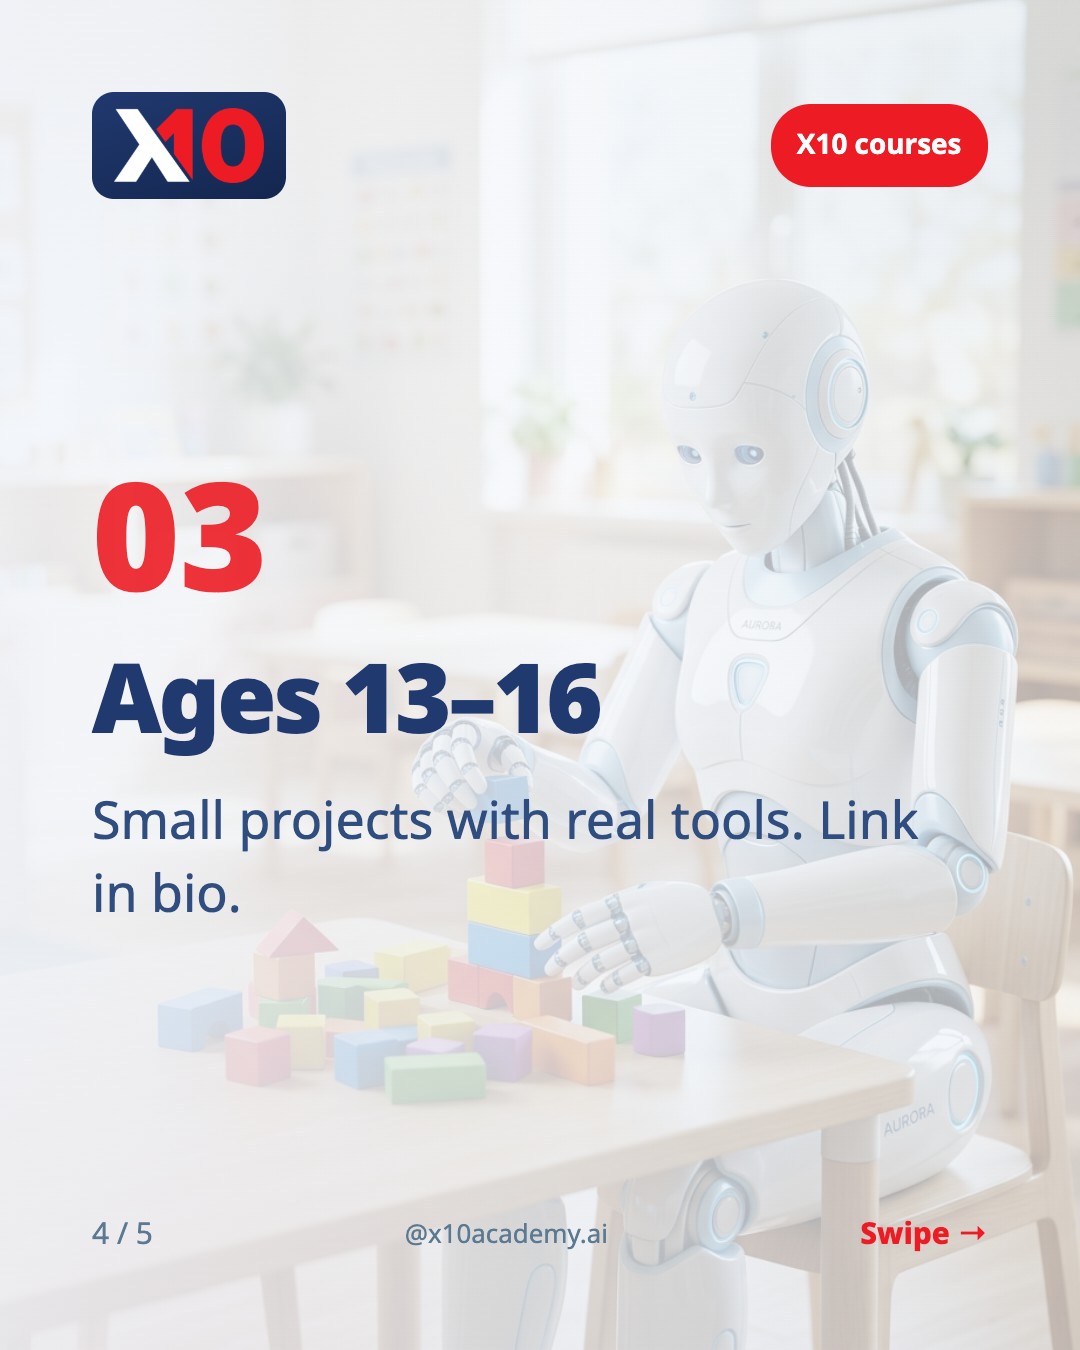 X10
X10 courses
03
Ages 13–16
Small projects with real tools. Link
in bio.
AURORA
AURORA
4 / 5
@x10academy.ai
Swipe →